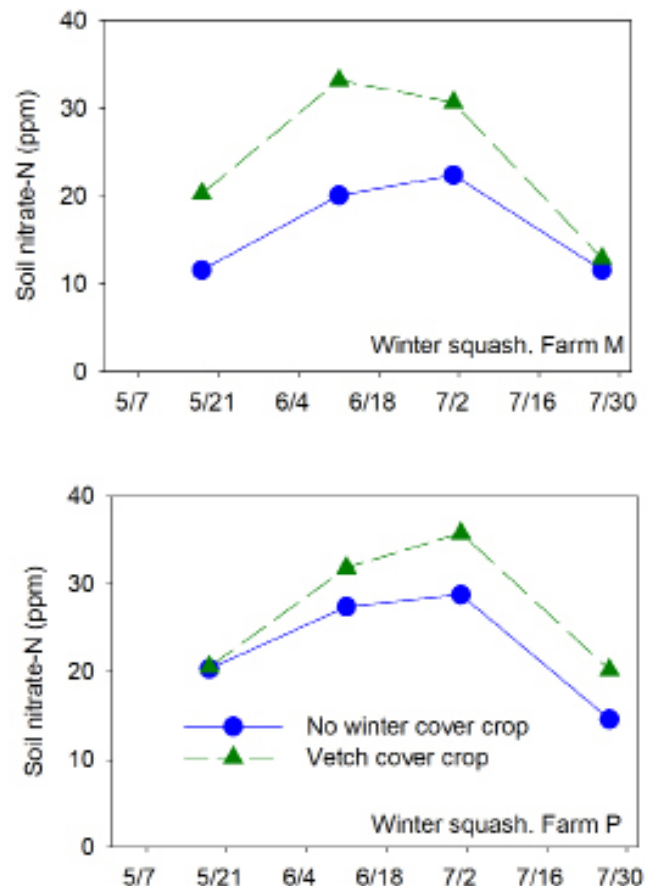 40
30
20
10
0
Soil nitrate-N (ppm)
Winter squash. Farm M
5/7 5/21 6/4 6/18 7/2 7/16 7/30
40
30
20
10
0
Soil nitrate-N (ppm)
No winter cover crop
Vetch cover crop
Winter squash. Farm P
5/7 5/21 6/4 6/18 7/2 7/16 7/30